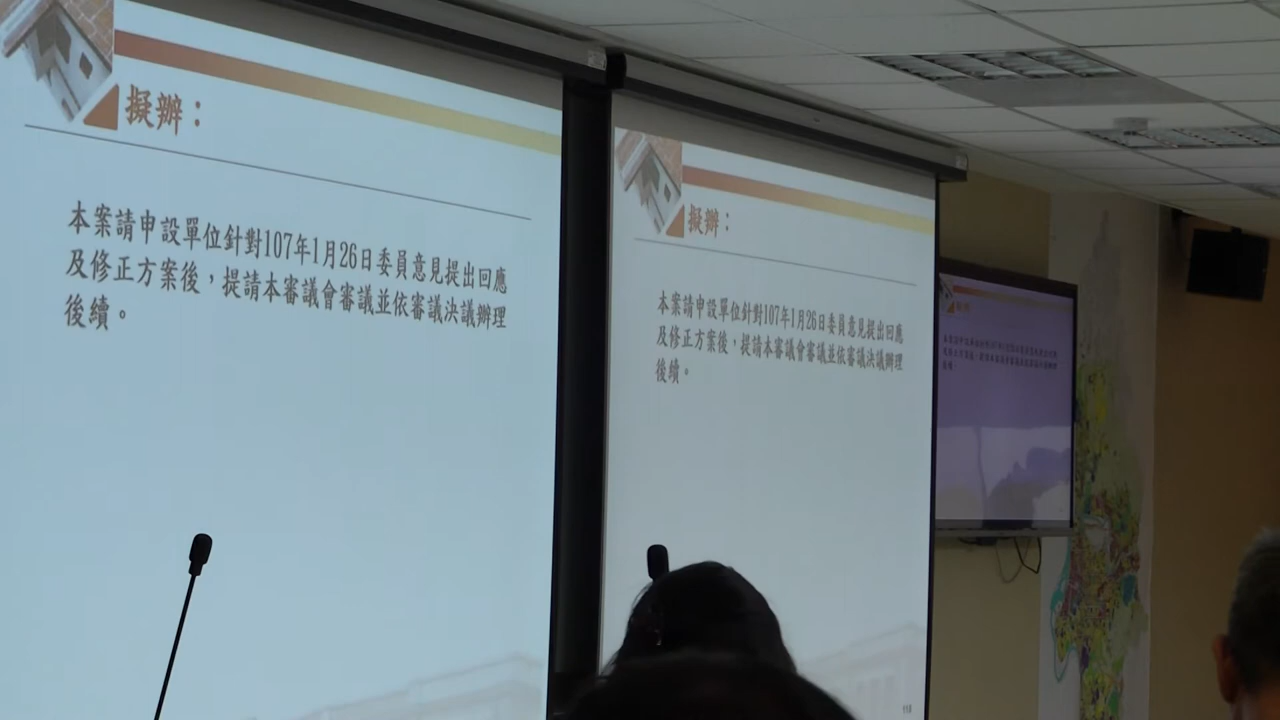 擬辦：
本案請申設單位針對107年1月26日委員意見提出回應
及修正方案後，提請本審議會審議並依審議決議辦理
後續。
擬辦：
本案請申設單位針對107年1月26日委員意見提出回應
及修正方案後，提請本審議會審議並依審議決議辦理
後續。